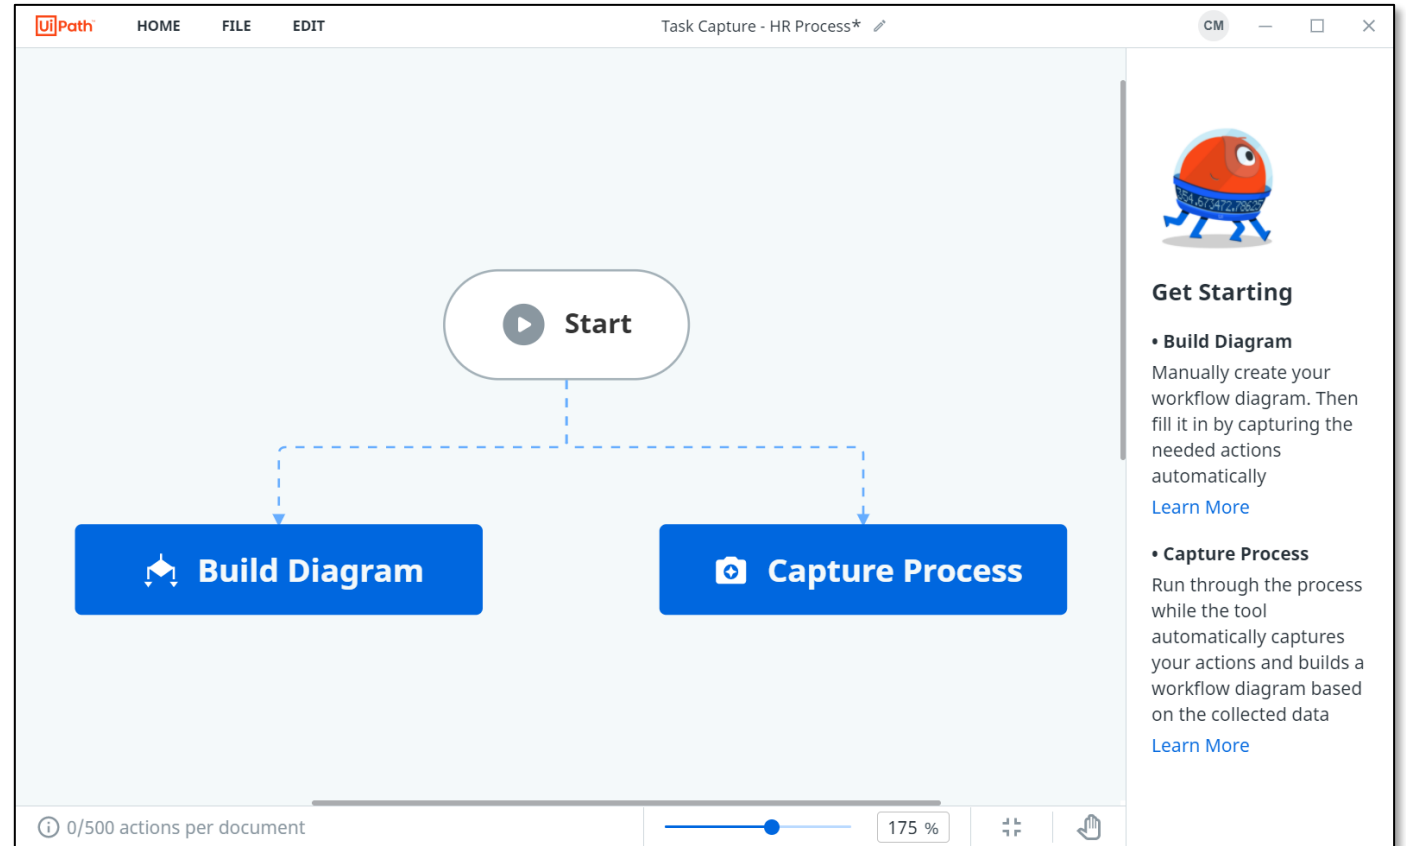 UiPath HOME FILE EDIT Task Capture - HR Process* CM
Start
Build Diagram Capture Process
Get Starting
• Build Diagram
Manually create your
workflow diagram. Then
fill it in by capturing the
needed actions
automatically
Learn More
• Capture Process
Run through the process
while the tool
automatically captures
your actions and builds a
workflow diagram based
on the collected data
Learn More
0/500 actions per document 175 %